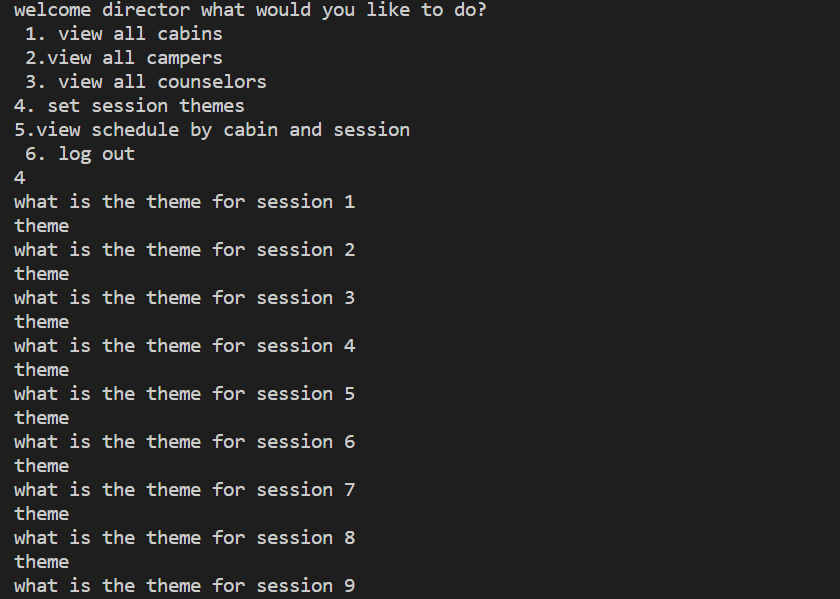 welcome director what would you like to do?
1. view all cabins
2.view all campers
3. view all counselors
4. set session themes
5.view schedule by cabin and session
6. log out
4
what is the theme for session 1
theme
what is the theme for session 2
theme
what is the theme for session 3
theme
what is the theme for session 4
theme
what is the theme for session 5
theme
what is the theme for session 6
theme
what is the theme for session 7
theme
what is the theme for session 8
theme
what is the theme for session 9